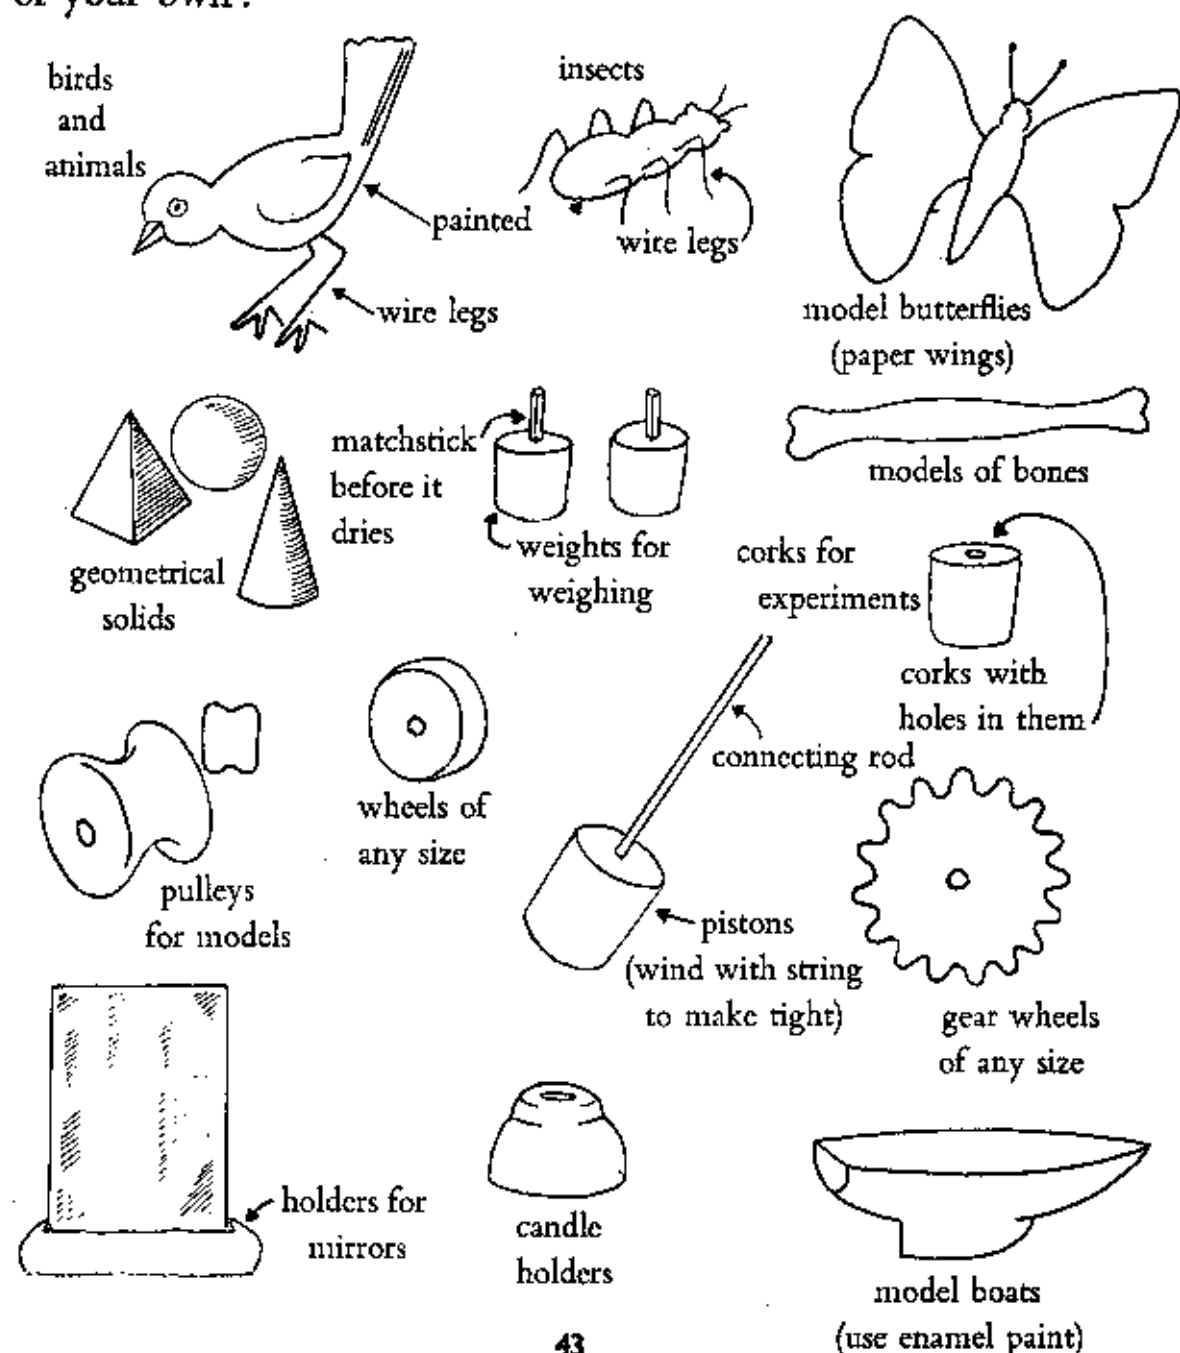 of your own?
birds
and
animals
painted
wire legs
insects
wire legs
model butterflies
(paper wings)
geometrical
solids
matchstick
before it
dries
weights for
weighing
models of bones
corks for
experiments
corks with
holes in them
connecting rod
pulleys
for models
wheels of
any size
pistons
(wind with string
to make tight)
gear wheels
of any size
holders for
mirrors
candle
holders
model boats
(use enamel paint)
43